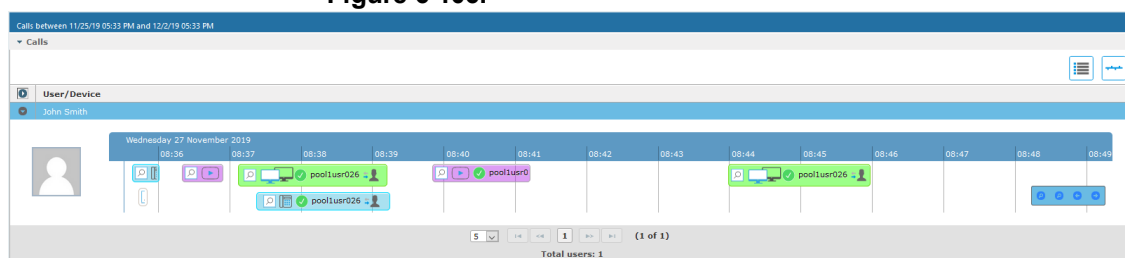 Calls between 11/25/19 05:33 PM and 12/2/19 05:33 PM
Calls
User/Device
John Smith
Wednesday 27 November 2019
08:36 08:37 08:38 08:39 08:40 08:41 08:42 08:43 08:44 08:45 08:46 08:47 08:48 08:49
pool1usr026 pool1usr0 pool1usr026
pool1usr026
5 1 (1 of 1)
Total users: 1